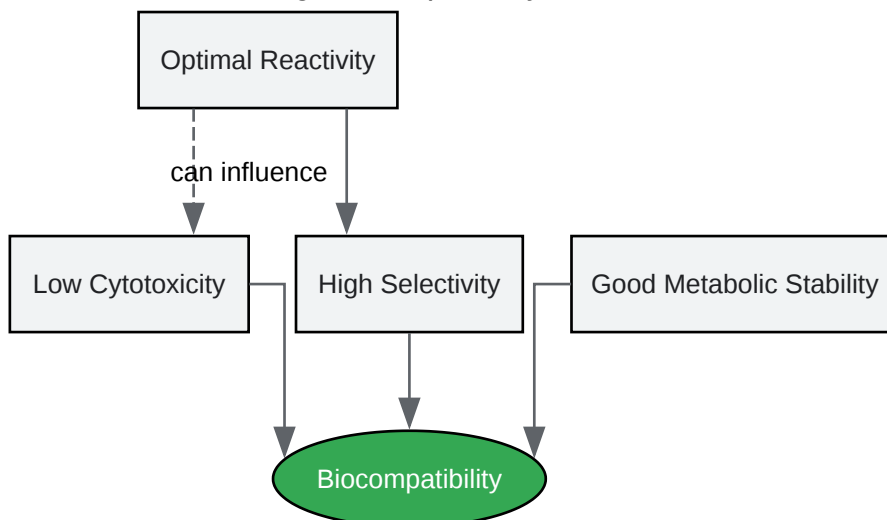 Optimal Reactivity
can influence
Low Cytotoxicity
High Selectivity
Good Metabolic Stability
Biocompatibility